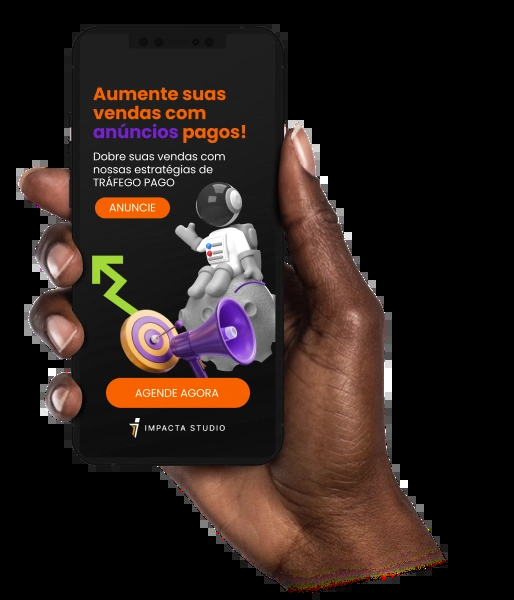 Aumente suas
vendas com
anúncios pagos!
Dobre suas vendas com
nossas estratégias de
TRÁFEGO PAGO
ANUNCIE
AGENDE AGORA
IMPACTA STUDIO